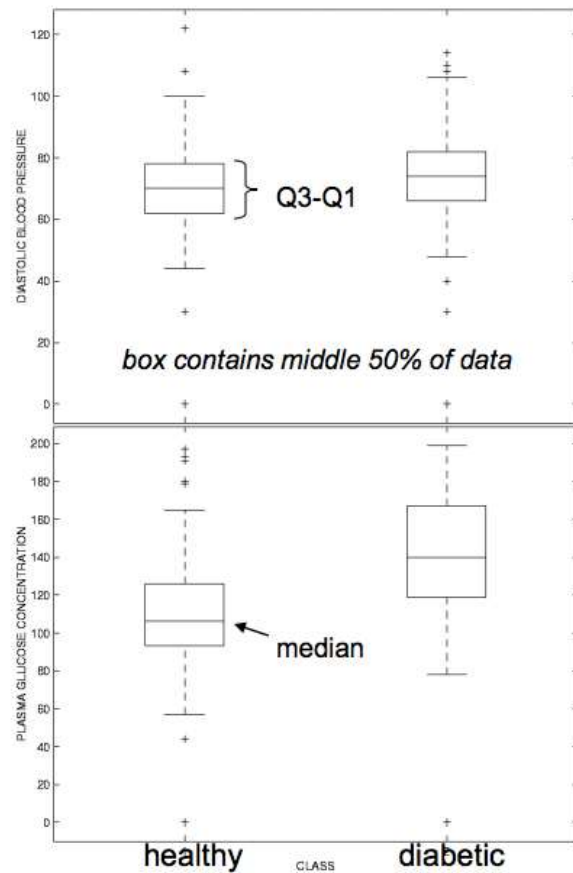 DIASTOLIC BLOOD PRESSURE
120
100
80
60
40
20
0
Q3-Q1
box contains middle 50% of data
PLASMA GLUCOSE CONCENTRATION
200
180
160
140
120
100
80
60
40
20
0
median
healthy
diabetic
CLASS